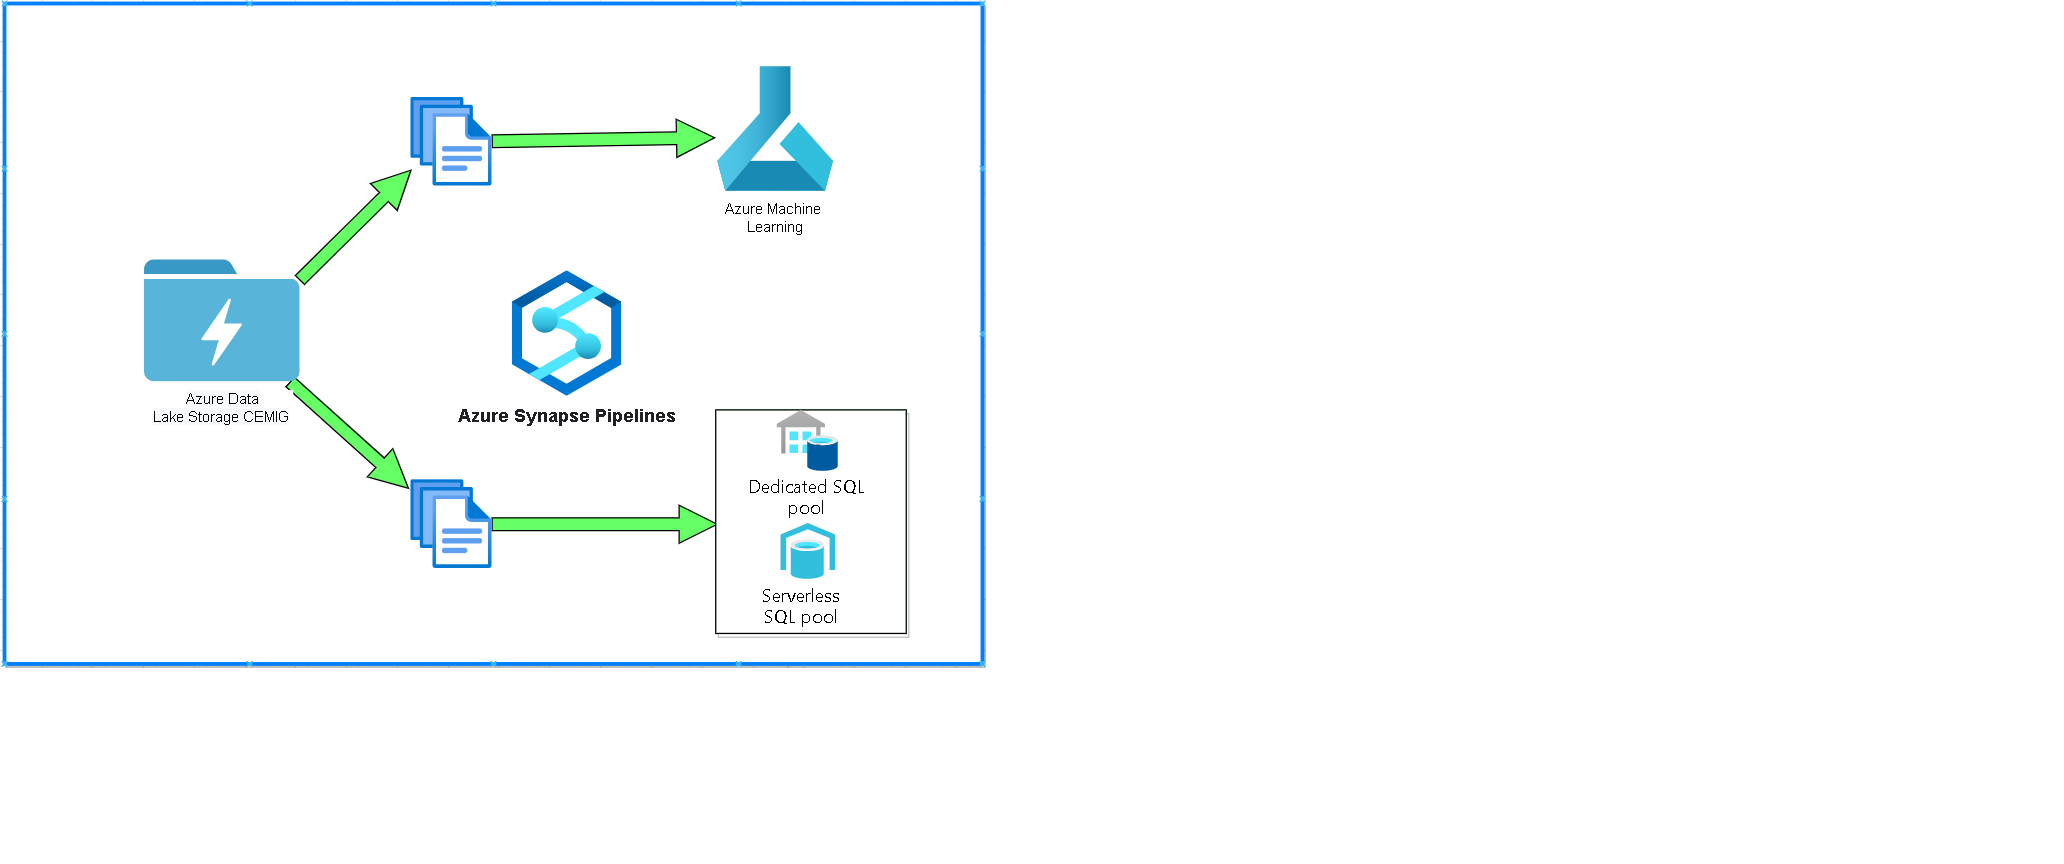 Azure Machine
Learning
Azure Data
Lake Storage CEMIG
Azure Synapse Pipelines
Dedicated SQL
pool
Serverless
SQL pool